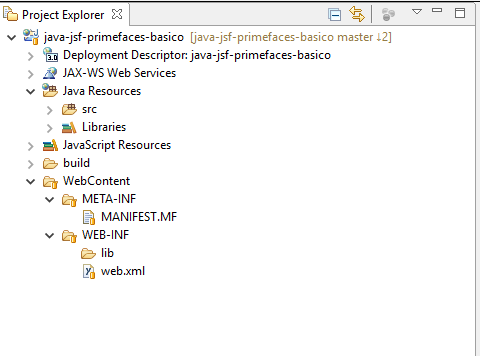 Project Explorer
java-jsf-primefaces-basico [java-jsf-primefaces-basico master ↓2]
3.0 Deployment Descriptor: java-jsf-primefaces-basico
JAX-WS Web Services
Java Resources
src
Libraries
JavaScript Resources
build
WebContent
META-INF
MANIFEST.MF
WEB-INF
lib
web.xml